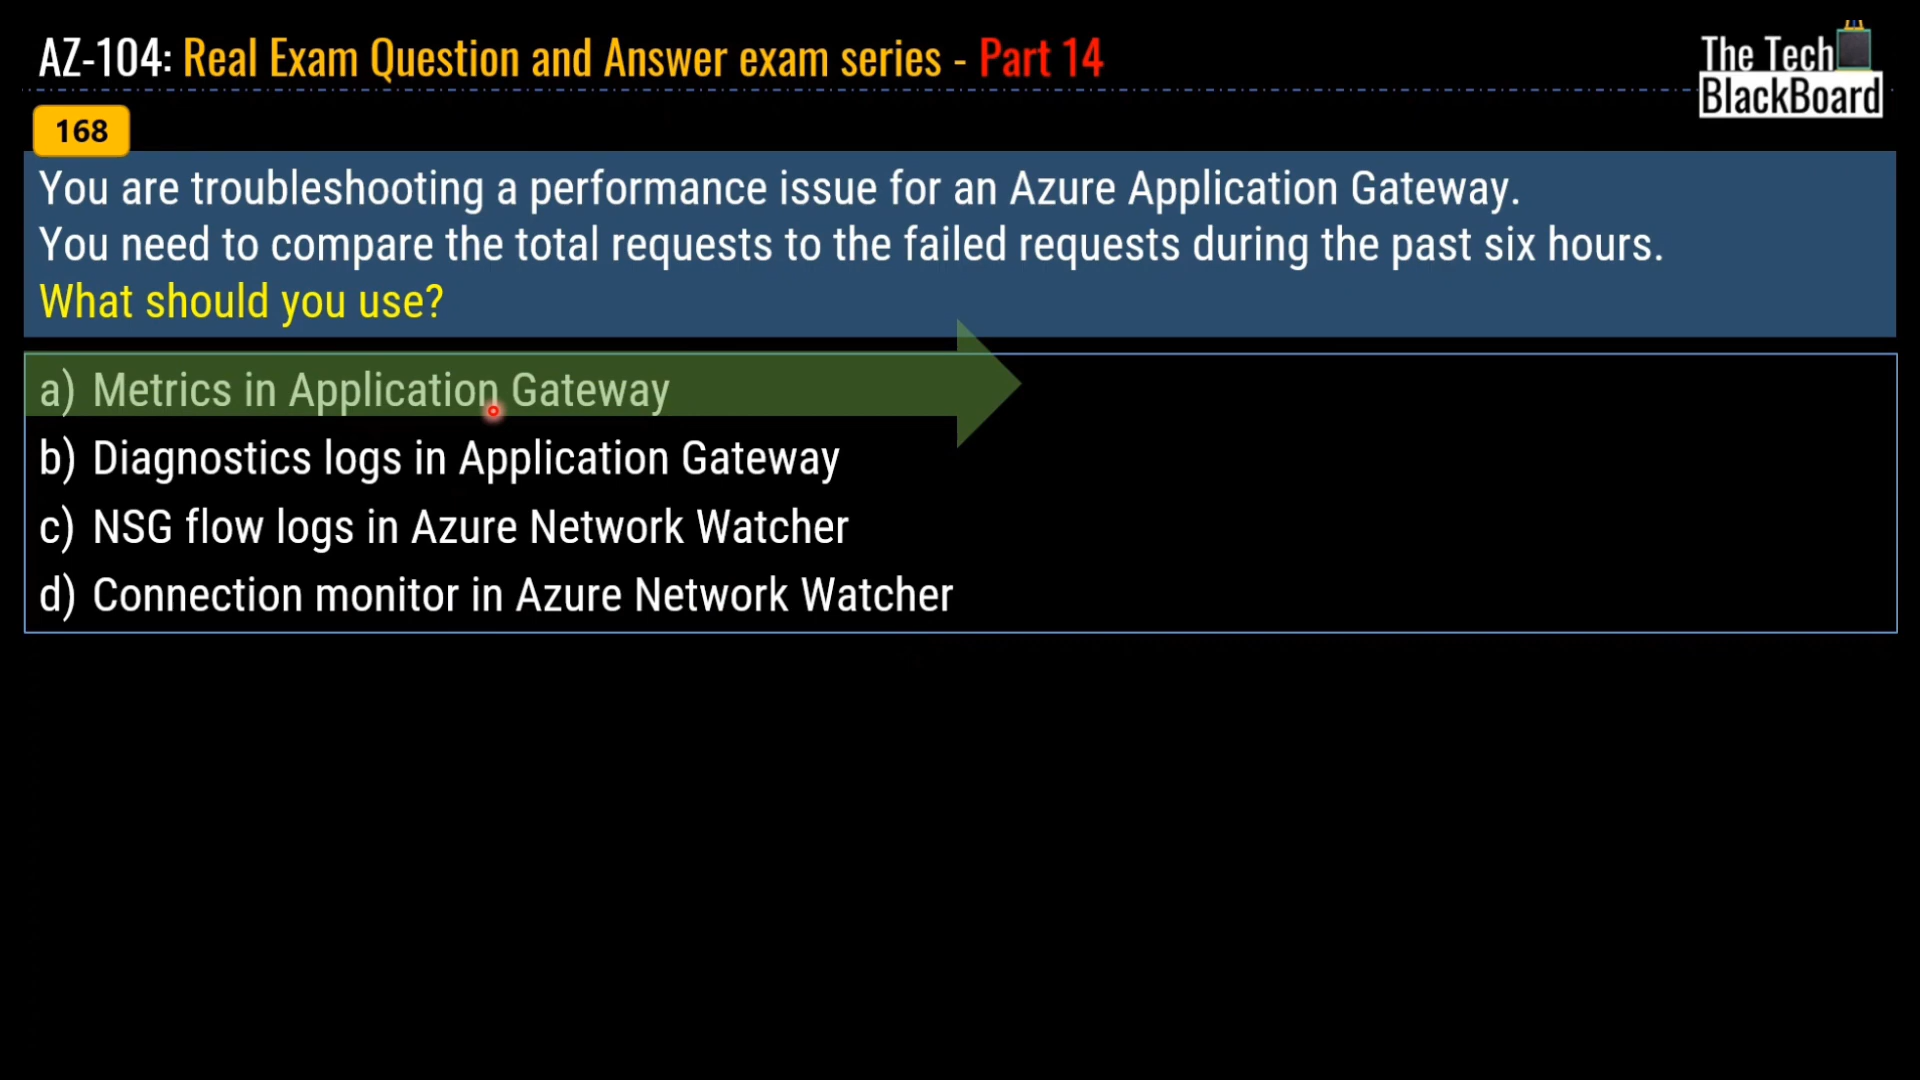 AZ-104: Real Exam Question and Answer exam series - Part 14
The Tech
BlackBoard
168
You are troubleshooting a performance issue for an Azure Application Gateway.
You need to compare the total requests to the failed requests during the past six hours.
What should you use?
a) Metrics in Application Gateway
b) Diagnostics logs in Application Gateway
c) NSG flow logs in Azure Network Watcher
d) Connection monitor in Azure Network Watcher